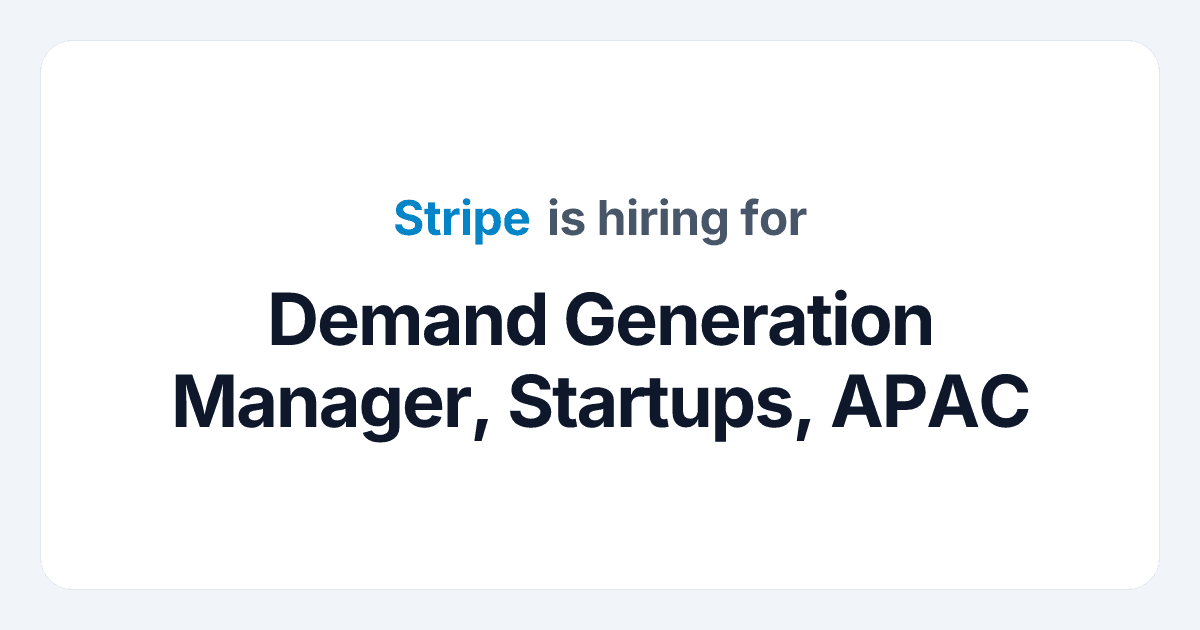 Stripe is hiring for
Demand Generation
Manager, Startups, APAC